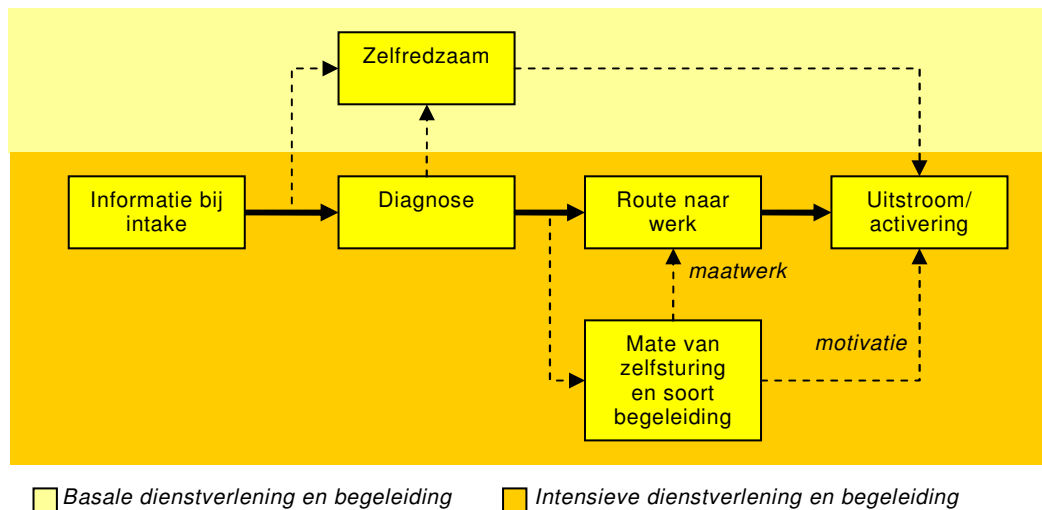 Zelfredzaam
Informatie bij
intake
Diagnose
Route naar
werk
Uitstroom/
activering
maatwerk
Mate van
zelfsturing
en soort
begeleiding
motivatie
Basale dienstverlening en begeleiding
Intensieve dienstverlening en begeleiding